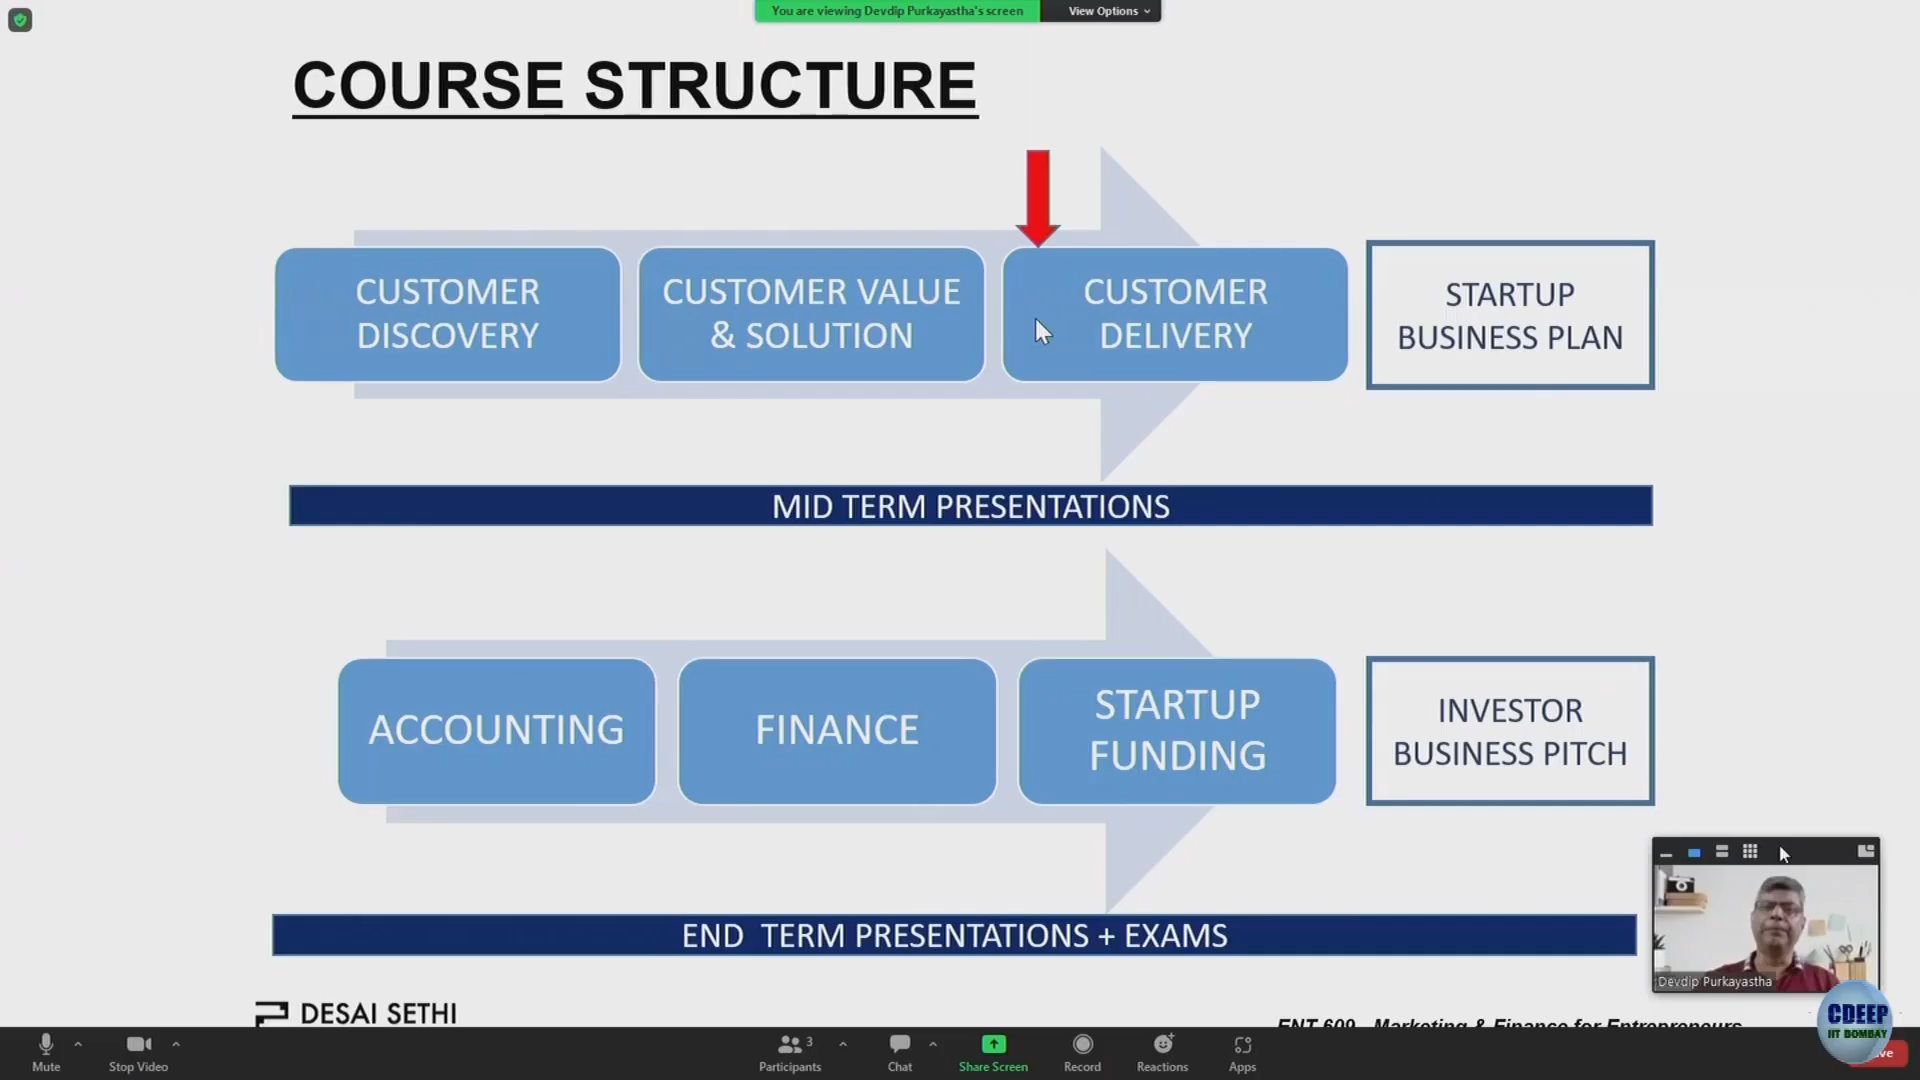 You are viewing Devdip Purkayastha's screen
View Options
COURSE STRUCTURE
CUSTOMER
DISCOVERY
CUSTOMER VALUE
& SOLUTION
CUSTOMER
DELIVERY
STARTUP
BUSINESS PLAN
MID TERM PRESENTATIONS
ACCOUNTING
FINANCE
STARTUP
FUNDING
INVESTOR
BUSINESS PITCH
END TERM PRESENTATIONS + EXAMS
Devdip Purkayastha
DESAI SETHI
ENT 609 Marketing & Finance for Entrepreneurs
CDEEP
IIT BOMBAY
Mute
Stop Video
3
Participants
Chat
Share Screen
Record
Reactions
Apps